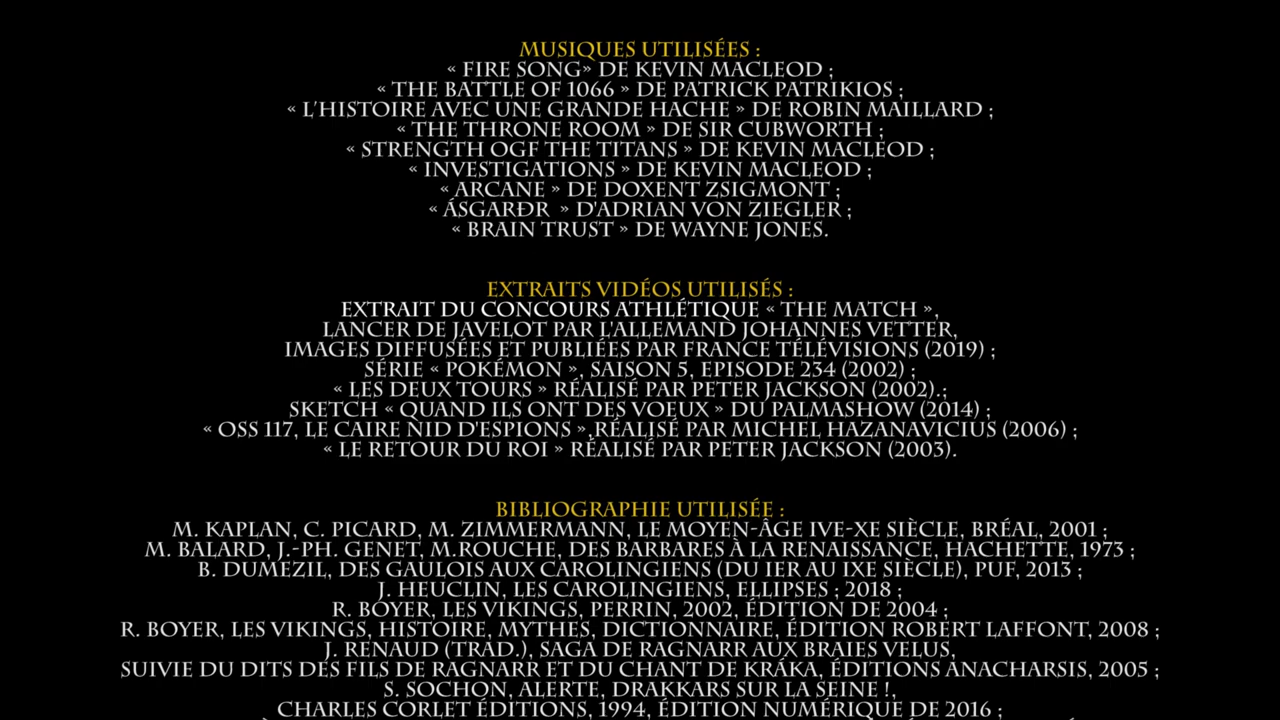 MUSIQUES UTILISÉES :
« FIRE SONG» DE KEVIN MACLEOD ;
« THE BATTLE OF 1066 » DE PATRICK PATRIKIOS ;
« L'HISTOIRE AVEC UNE GRANDE HACHE » DE ROBIN MAILLARD ;
« THE THRONE ROOM » DE SIR CUBWORTH ;
« STRENGTH OGF THE TITANS » DE KEVIN MACLEOD ;
« INVESTIGATIONS » DE KEVIN MACLEOD ;
« ARCANE » DE DOXENT ZSIGMONT ;
« ÁSGARÐR » D'ADRIAN VON ZIEGLER ;
« BRAIN TRUST » DE WAYNE JONES.
EXTRAITS VIDÉOS UTILISÉS :
EXTRAIT DU CONCOURS ATHLÉTIQUE « THE MATCH »,
LANCER DE JAVELOT PAR L'ALLEMAND JOHANNES VETTER,
IMAGES DIFFUSÉES ET PUBLIÉES PAR FRANCE TÉLÉVISIONS (2019) ;
SÉRIE « POKÉMON », SAISON 5, EPISODE 234 (2002) ;
« LES DEUX TOURS » RÉALISÉ PAR PETER JACKSON (2002).;
SKETCH « QUAND ILS ONT DES VOEUX » DU PALMASHOW (2014) ;
« OSS 117, LE CAIRE NID D'ESPIONS »,RÉALISÉ PAR MICHEL HAZANAVICIUS (2006) ;
« LE RETOUR DU ROI » RÉALISÉ PAR PETER JACKSON (2003).
BIBLIOGRAPHIE UTILISÉE :
M. KAPLAN, C. PICARD, M. ZIMMERMANN, LE MOYEN-ÂGE IVE-XE SIÈCLE, BRÉAL, 2001 ;
M. BALARD, J.-PH. GENET, M.ROUCHE, DES BARBARES À LA RENAISSANCE, HACHETTE, 1973 ;
B. DUMEZIL, DES GAULOIS AUX CAROLINGIENS (DU IER AU IXE SIÈCLE), PUF, 2013 ;
J. HEUCLIN, LES CAROLINGIENS, ELLIPSES ; 2018 ;
R. BOYER, LES VIKINGS, PERRIN, 2002, ÉDITION DE 2004 ;
R. BOYER, LES VIKINGS, HISTOIRE, MYTHES, DICTIONNAIRE, ÉDITION ROBERT LAFFONT, 2008 ;
J. RENAUD (TRAD.), SAGA DE RAGNARR AUX BRAIES VELUS,
SUIVIE DU DITS DES FILS DE RAGNARR ET DU CHANT DE KRÁKA, ÉDITIONS ANACHARSIS, 2005 ;
S. SOCHON, ALERTE, DRAKKARS SUR LA SEINE !,
CHARLES CORLET ÉDITIONS, 1994, ÉDITION NUMÉRIQUE DE 2016 ;